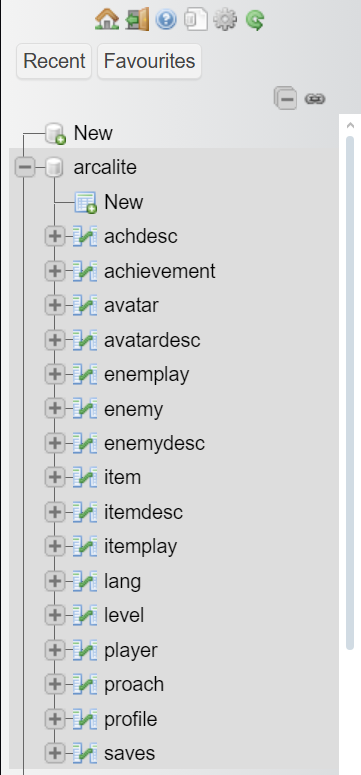 Recent Favourites
New
arcalite
New
achdesc
achievement
avatar
avatardesc
enemplay
enemy
enemydesc
item
itemdesc
itemplay
lang
level
player
proach
profile
saves